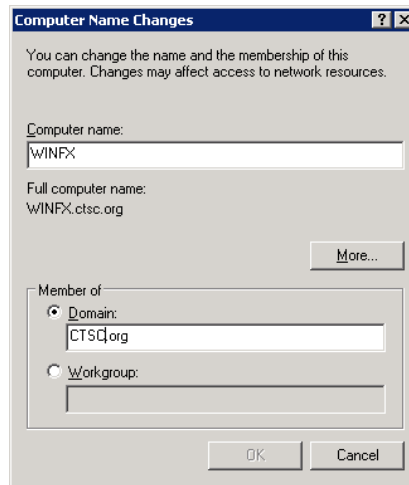 Computer Name Changes
You can change the name and the membership of this
computer. Changes may affect access to network resources.
Computer name:
WINFX
Full computer name:
WINFX.ctsc.org
More...
Member of
Domain:
CTSC.org
Workgroup:
OK
Cancel